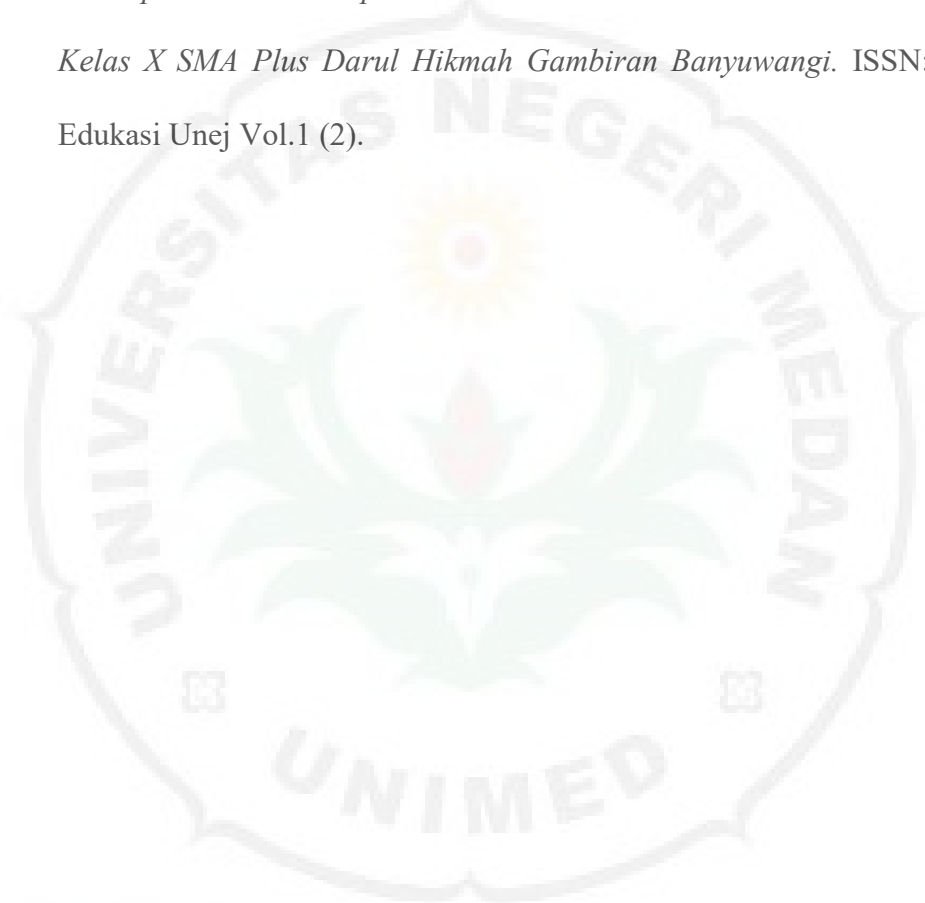 Kelas X SMA Plus Darul Hikmah Gambiran Banyuwangi. ISSN:
Edukasi Unej Vol.1 (2).
UNIVERSITAS NEGERI MEDAN
UNIMED